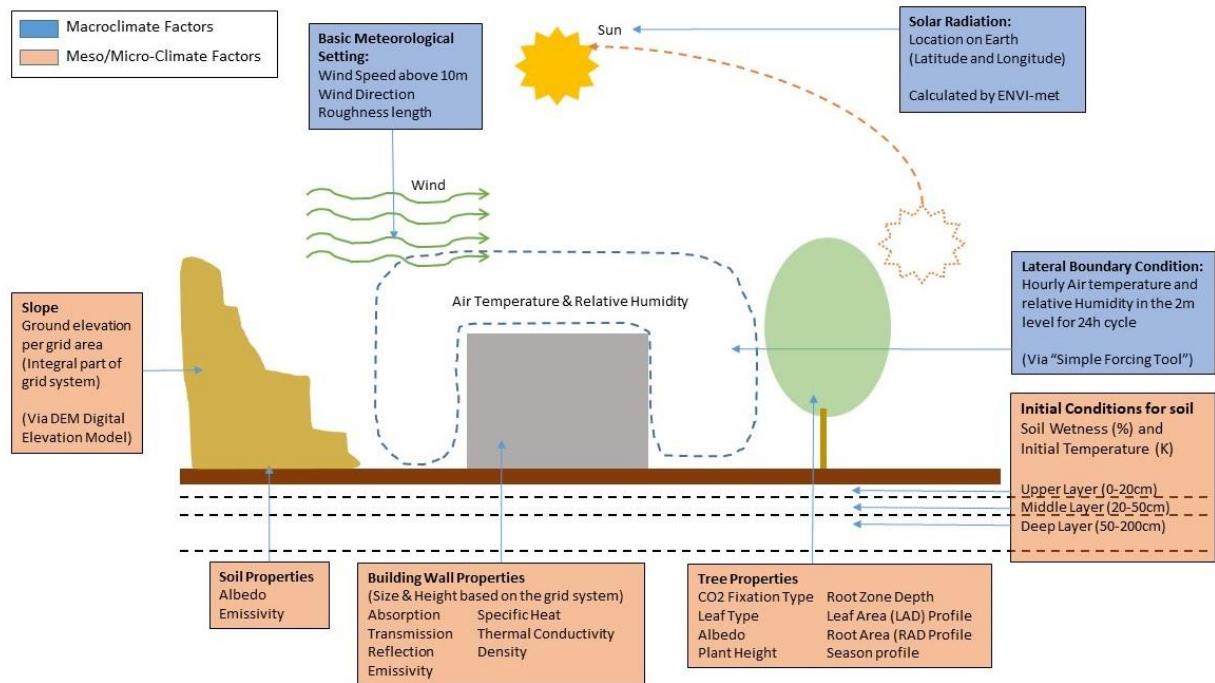 Macroclimate Factors
Meso/Micro-Climate Factors
Basic Meteorological
Setting:
Wind Speed above 10m
Wind Direction
Roughness length
Sun
Solar Radiation:
Location on Earth
(Latitude and Longitude)
Calculated by ENVI-met
Wind
Air Temperature & Relative Humidity
Slope
Ground elevation
per grid area
(Integral part of
grid system)
(Via DEM Digital
Elevation Model)
Lateral Boundary Condition:
Hourly Air temperature and
relative Humidity in the 2m
level for 24h cycle
(Via “Simple Forcing Tool”)
Initial Conditions for soil
Soil Wetness (%) and
Initial Temperature (K)
Upper Layer (0-20cm)
Middle Layer (20-50cm)
Deep Layer (50-200cm)
Soil Properties
Albedo
Emissivity
Building Wall Properties
(Size & Height based on the grid system)
Absorption Specific Heat
Transmission Thermal Conductivity
Reflection Density
Emissivity
Tree Properties
CO2 Fixation Type Root Zone Depth
Leaf Type Leaf Area (LAD) Profile
Albedo Root Area (RAD Profile
Plant Height Season profile